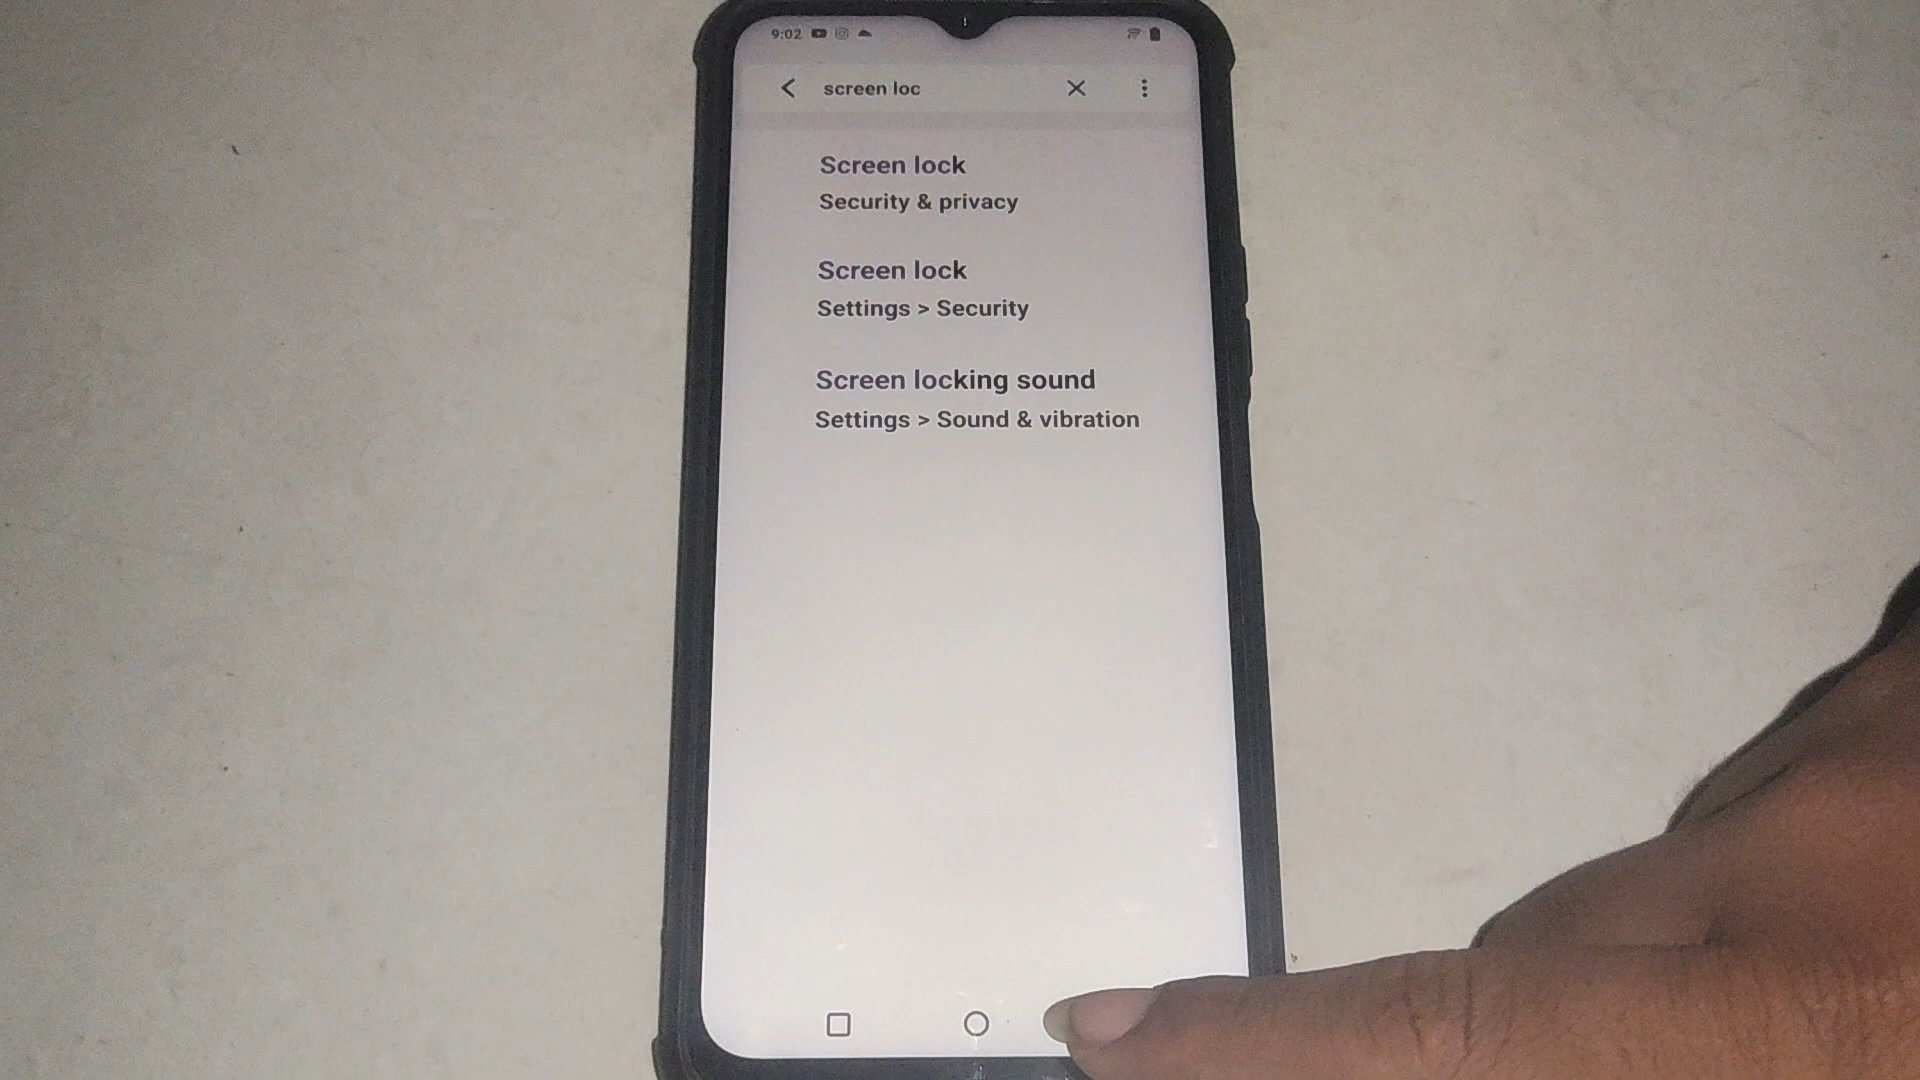 9:02
screen loc
Screen lock
Security & privacy
Screen lock
Settings > Security
Screen locking sound
Settings > Sound & vibration